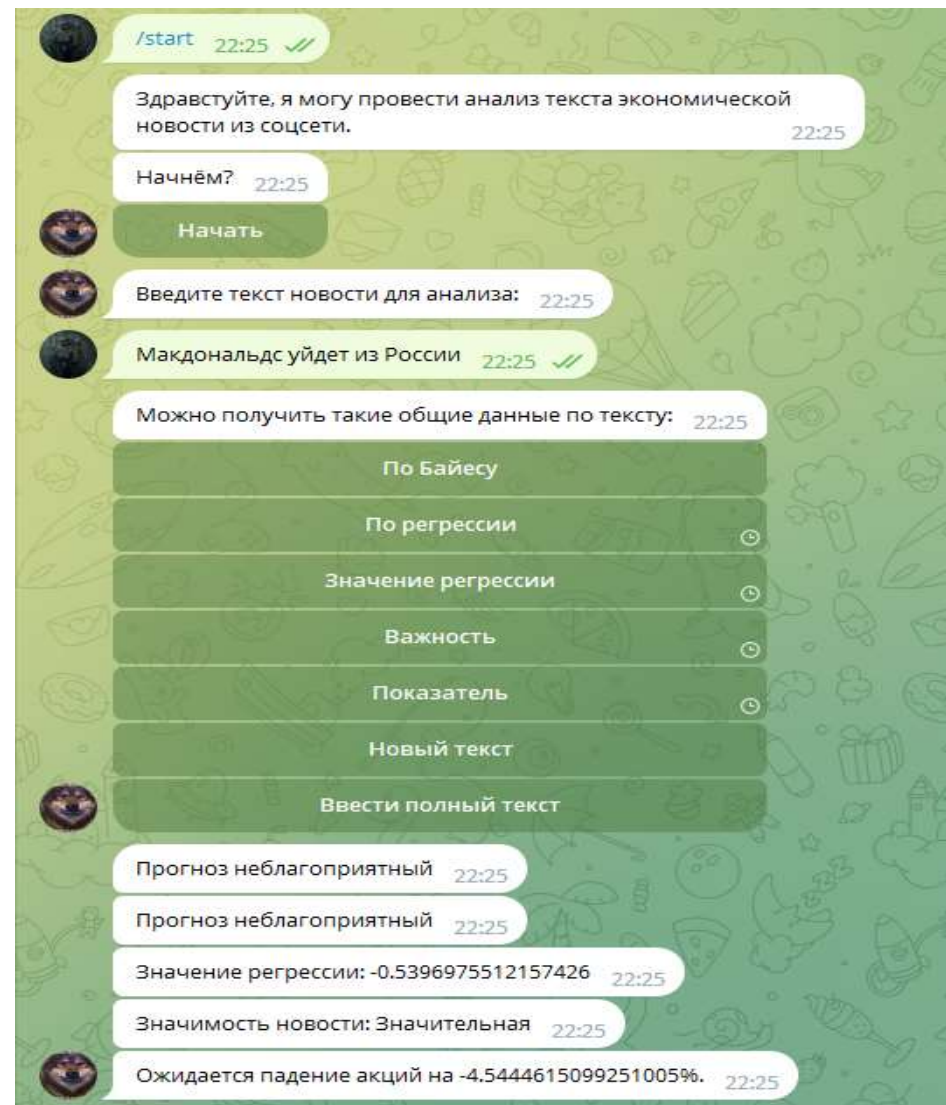 /start 22:25
Здравстуйте, я могу провести анализ текста экономической
новости из соцсети. 22:25
Начнём? 22:25
Начать
Введите текст новости для анализа: 22:25
Макдональдс уйдет из России 22:25
Можно получить такие общие данные по тексту: 22:25
По Байесу
По регрессии
Значение регрессии
Важность
Показатель
Новый текст
Ввести полный текст
Прогноз неблагоприятный 22:25
Прогноз неблагоприятный 22:25
Значение регрессии: -0.5396975512157426 22:25
Значимость новости: Значительная 22:25
Ожидается падение акций на -4.5444615099251005%. 22:25